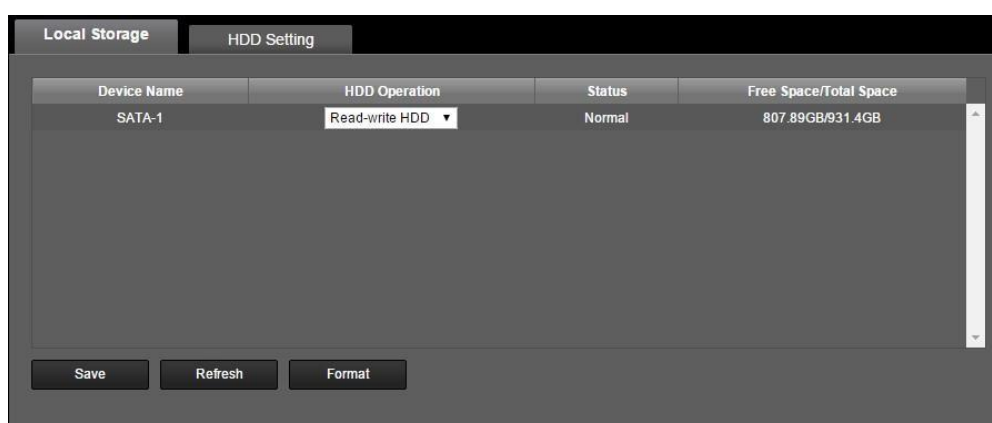 Local Storage HDD Setting
Device Name HDD Operation Status Free Space/Total Space
SATA-1 Read-write HDD Normal 807.89GB/931.4GB
Save Refresh Format